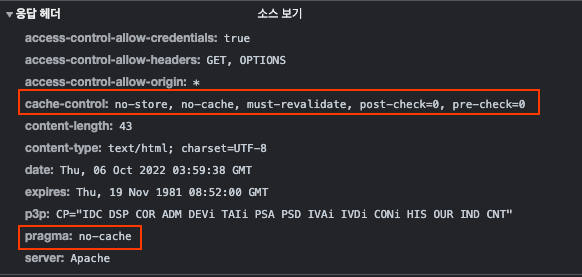 ▼ 응답 헤더 소스 보기
access-control-allow-credentials: true
access-control-allow-headers: GET, OPTIONS
access-control-allow-origin: *
cache-control: no-store, no-cache, must-revalidate, post-check=0, pre-check=0
content-length: 43
content-type: text/html; charset=UTF-8
date: Thu, 06 Oct 2022 03:59:38 GMT
expires: Thu, 19 Nov 1981 08:52:00 GMT
p3p: CP="IDC DSP COR ADM DEVi TAIi PSA PSD IVAi IVDi CONi HIS OUR IND CNT"
pragma: no-cache
server: Apache